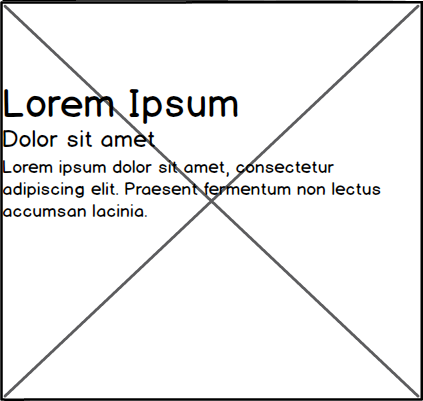 Lorem Ipsum
Dolor sit amet
Lorem ipsum dolor sit amet, consectetur
adipiscing elit. Praesent fermentum non lectus
accumsan lacinia.